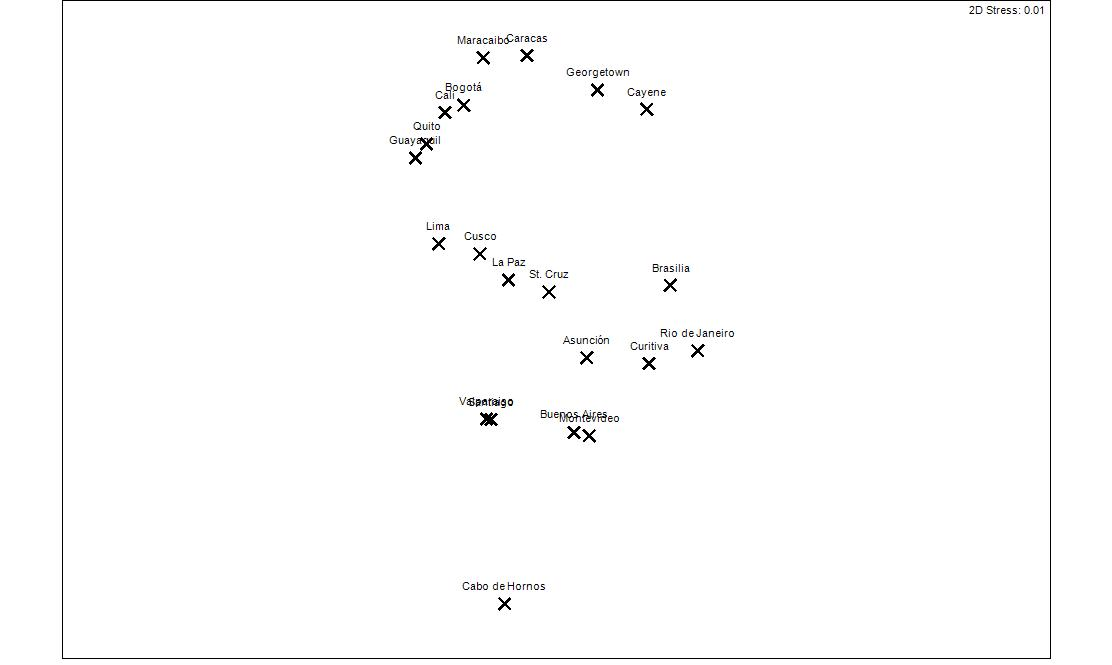 2D Stress: 0.01
Maracaibo
Caracas
Georgetown
Bogotá
Cayene
Cali
Quito
Guayaquil
Lima
Cusco
La Paz
Brasilia
St. Cruz
Rio de Janeiro
Asunción
Curitiva
Valparaiso
Santiago
Buenos Aires
Montevideo
Cabo de Hornos